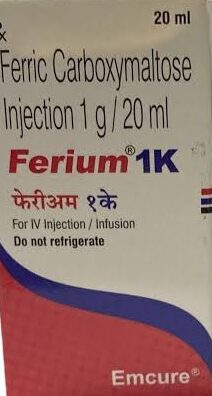 20 ml
Ferric Carboxymaltose
Injection 1 g / 20 ml
Ferium® 1K
फेरीअम १के
For IV Injection / Infusion
Do not refrigerate
Emcure®